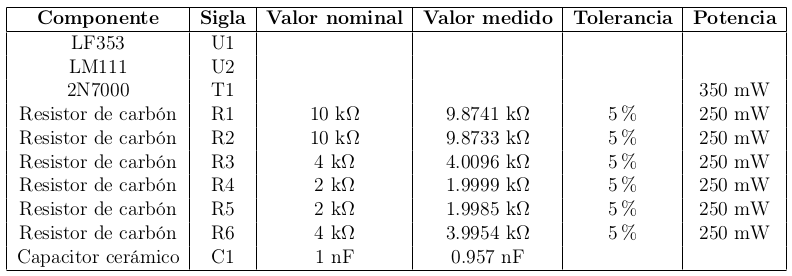 Componente Sigla Valor nominal Valor medido Tolerancia Potencia
LF353 U1
LM111 U2
2N7000 T1 350 mW
Resistor de carbón R1 10 kΩ 9.8741 kΩ 5 % 250 mW
Resistor de carbón R2 10 kΩ 9.8733 kΩ 5 % 250 mW
Resistor de carbón R3 4 kΩ 4.0096 kΩ 5 % 250 mW
Resistor de carbón R4 2 kΩ 1.9999 kΩ 5 % 250 mW
Resistor de carbón R5 2 kΩ 1.9985 kΩ 5 % 250 mW
Resistor de carbón R6 4 kΩ 3.9954 kΩ 5 % 250 mW
Capacitor cerámico C1 1 nF 0.957 nF